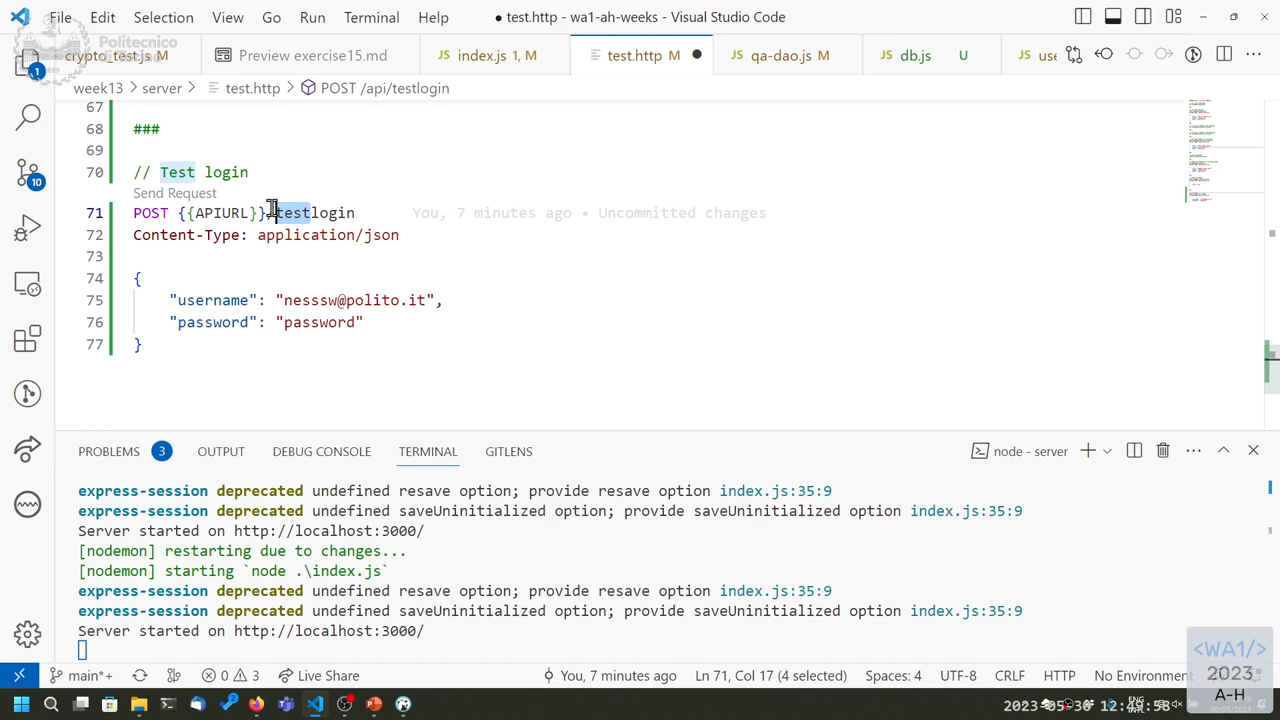 File Edit Selection View Go Run Terminal Help
● test.http - wa1-ah-weeks - Visual Studio Code
Politecnico
crypto_test.js M
Preview exercise15.md
index.js 1, M
test.http M
qa-dao.js M
db.js U
use
week13 > server > test.http > POST /api/testlogin
67
68 ###
69
70 // Test login
Send Request
71 POST {{APIURL}}/testlogin You, 7 minutes ago • Uncommitted changes
72 Content-Type: application/json
73
74 {
75 "username": "nesssw@polito.it",
76 "password": "password"
77 }
PROBLEMS 3 OUTPUT DEBUG CONSOLE TERMINAL GITLENS
node - server
express-session deprecated undefined resave option; provide resave option index.js:35:9
express-session deprecated undefined saveUninitialized option; provide saveUninitialized option index.js:35:9
Server started on http://localhost:3000/
[nodemon] restarting due to changes...
[nodemon] starting `node .\index.js`
express-session deprecated undefined resave option; provide resave option index.js:35:9
express-session deprecated undefined saveUninitialized option; provide saveUninitialized option index.js:35:9
Server started on http://localhost:3000/
1
10
<WA1/>
2023
A-H
main*+ 0 3 Live Share You, 7 minutes ago Ln 71, Col 17 (4 selected) Spaces: 4 UTF-8 CRLF HTTP No Environment
ENG